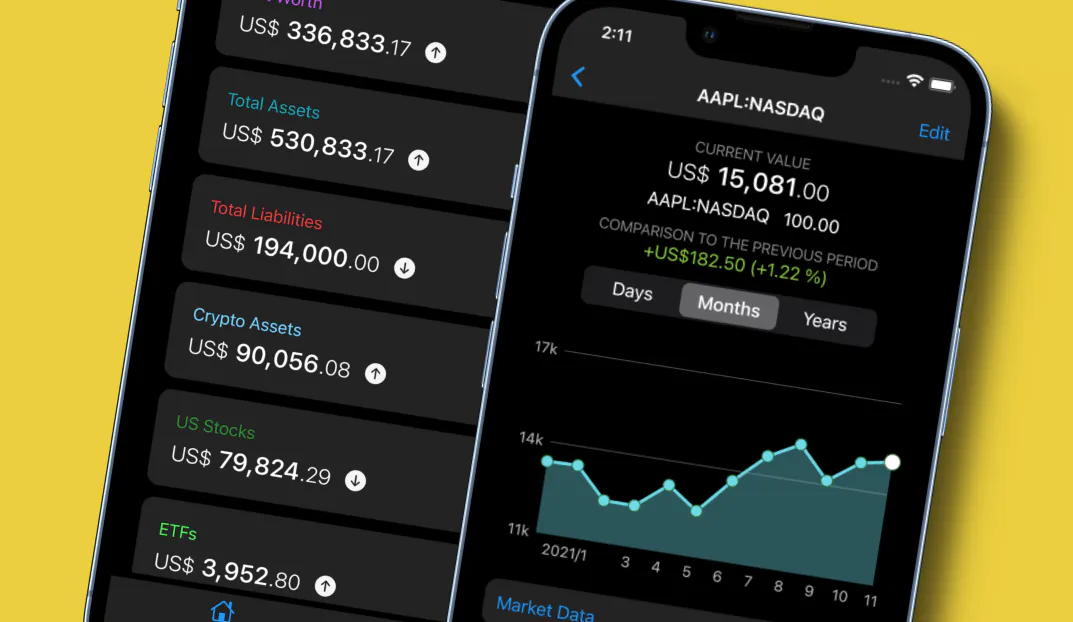 Worth
US$ 336,833.17
Total Assets
US$ 530,833.17
Total Liabilities
US$ 194,000.00
Crypto Assets
US$ 90,056.08
US Stocks
US$ 79,824.29
ETFs
US$ 3,952.80
2:11
AAPL:NASDAQ
Edit
CURRENT VALUE
US$ 15,081.00
AAPL:NASDAQ 100.00
COMPARISON TO THE PREVIOUS PERIOD
+US$182.50 (+1.22 %)
Days Months Years
17k
14k
11k
2021/1 3 4 5 6 7 8 9 10 11
Market Data